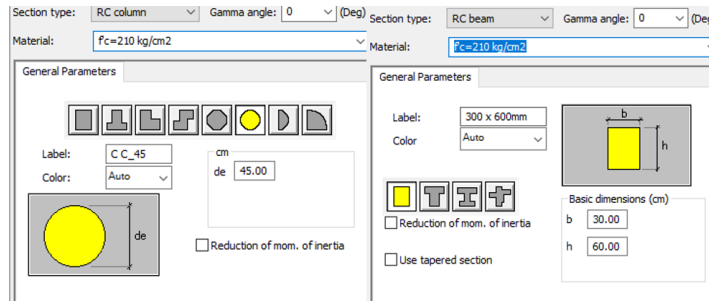 Section type: RC column Gamma angle: 0 (Deg)
Material: f'c=210 kg/cm2
General Parameters
Label: C C_45
Color: Auto
cm
de 45.00
de
Reduction of mom. of inertia
Section type: RC beam Gamma angle: 0 (Deg
Material: f'c=210 kg/cm2
General Parameters
Label: 300 x 600mm
Color Auto
b
h
Reduction of mom. of inertia
Use tapered section
Basic dimensions (cm)
b 30.00
h 60.00